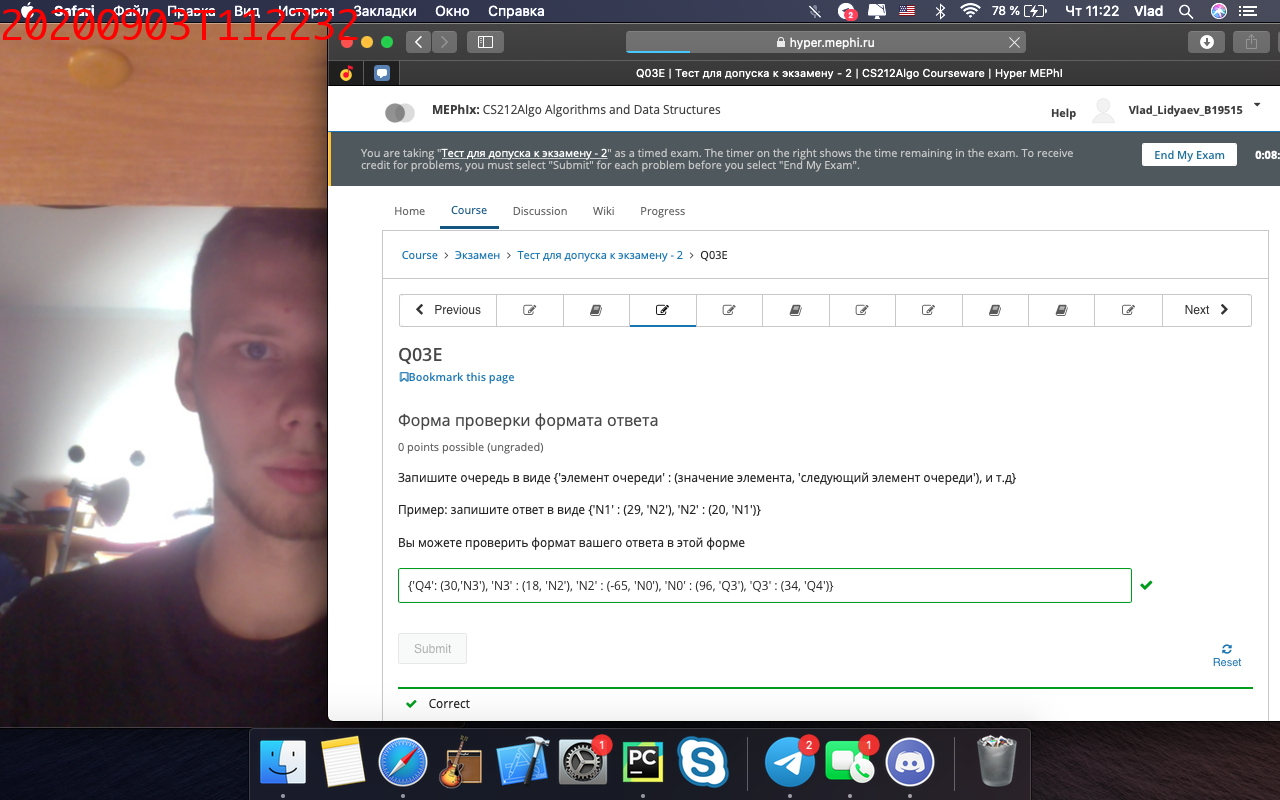 20200903T112232
Safari Файл Правка Вид История Закладки Окно Справка 2 78 % Чт 11:22 Vlad
hyper.mephi.ru
Q03E | Тест для допуска к экзамену - 2 | CS212Algo Courseware | Hyper MEPhI
MEPhIx: CS212Algo Algorithms and Data Structures
Help Vlad_Lidyaev_B19515
You are taking "Тест для допуска к экзамену - 2" as a timed exam. The timer on the right shows the time remaining in the exam. To receive
credit for problems, you must select "Submit" for each problem before you select "End My Exam".
End My Exam 0:08:
Home Course Discussion Wiki Progress
Course > Экзамен > Тест для допуска к экзамену - 2 > Q03E
Previous Next
Q03E
Bookmark this page
Форма проверки формата ответа
0 points possible (ungraded)
Запишите очередь в виде {'элемент очереди' : (значение элемента, 'следующий элемент очереди'), и т.д}
Пример: запишите ответ в виде {'N1' : (29, 'N2'), 'N2' : (20, 'N1')}
Вы можете проверить формат вашего ответа в этой форме
{'Q4': (30,'N3'), 'N3' : (18, 'N2'), 'N2' : (-65, 'N0'), 'N0' : (96, 'Q3'), 'Q3' : (34, 'Q4')}
Submit
Reset
Correct
1 PC 2 1